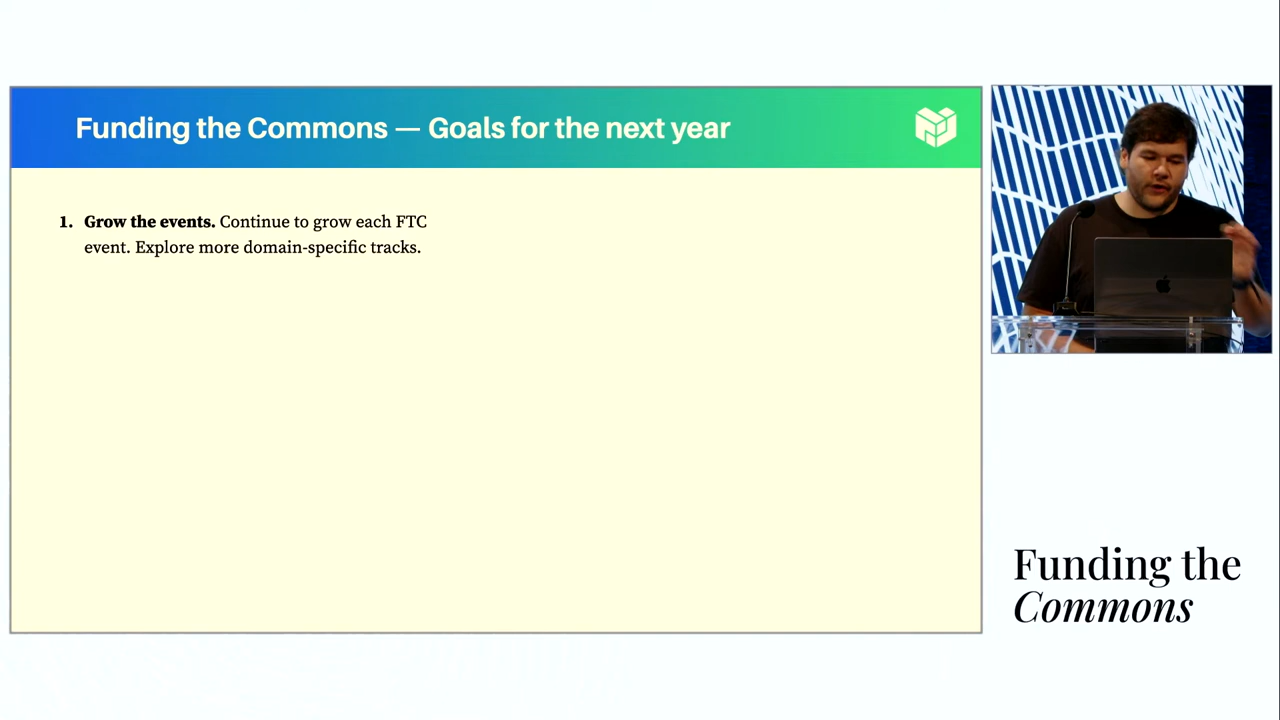 Funding the Commons — Goals for the next year
1. Grow the events. Continue to grow each FTC
event. Explore more domain-specific tracks.
Funding the
Commons